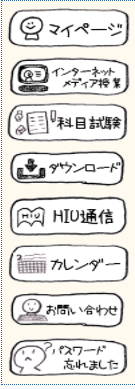 マイページ
インターネット
メディア授業
科目試験
ダウンロード
HIU通信
カレンダー
お問い合わせ
パスワード
忘れました